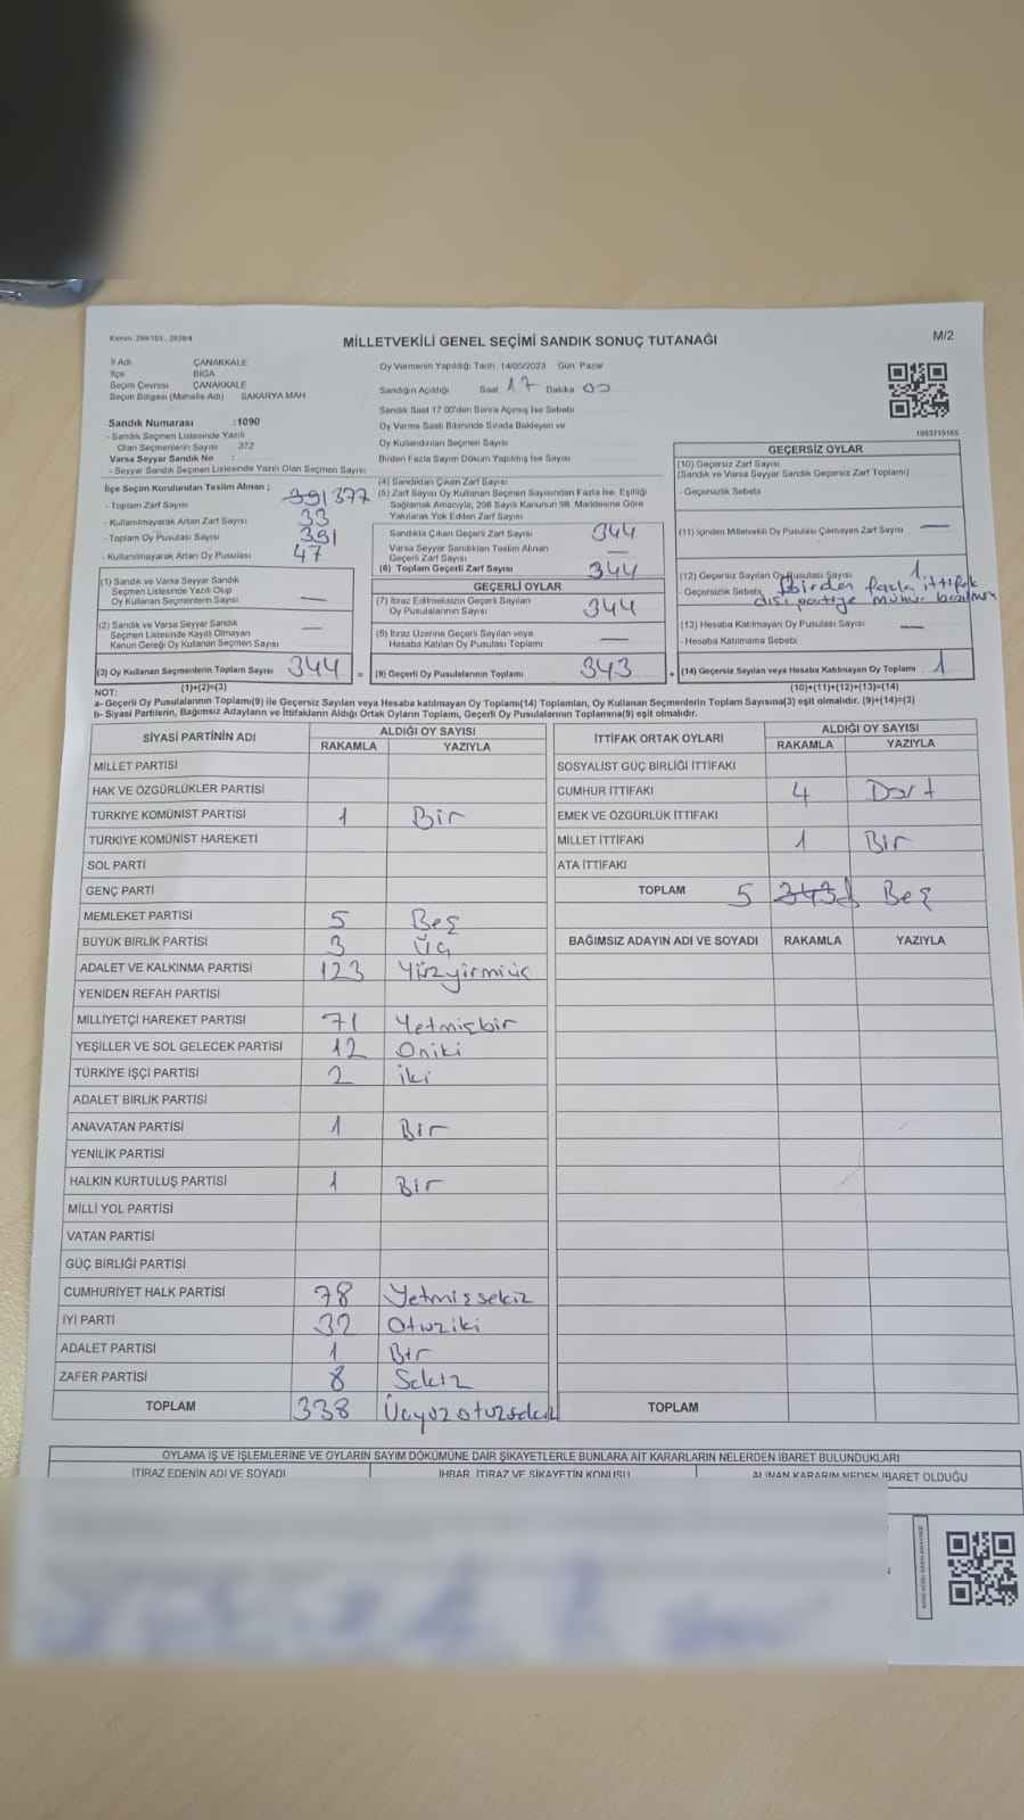 MİLLETVEKİLİ GENEL SEÇİMİ SANDIK SONUÇ TUTANAĞI
M/2
İl Adı ÇANAKKALE
İlçe BİGA
Seçim Çevresi ÇANAKKALE
Seçim Bölgesi (Mahalle Adı) SAKARYA MAH
Oy Vermenin Yapıldığı Tarih 14/05/2023 Gün Pazar
Sandığın Açıldığı Saat 17 Dakika 00
Sandık Saat 17.00'den Sonra Açılmış İse Sebebi
Oy Verme Saati Bitiminde Sırada Bekleyen ve
Oy Kullandırılan Seçmen Sayısı
Birden Fazla Sayım Döküm Yapılmış İse Sayısı
Sandık Numarası :1090
- Sandık Seçmen Listesinde Yazılı
Olan Seçmenlerin Sayısı : 372
Varsa Seyyar Sandık No :
- Seyyar Sandık Seçmen Listesinde Yazılı Olan Seçmen Sayısı
İlçe Seçim Kurulundan Teslim Alınan ;
- Toplam Zarf Sayısı 391 377
- Kullanılmayarak Artan Zarf Sayısı 33
- Toplam Oy Pusulası Sayısı 391
- Kullanılmayarak Artan Oy Pusulası 47
(1) Sandık ve Varsa Seyyar Sandık
Seçmen Listesinde Yazılı Olup
Oy Kullanan Seçmenlerin Sayısı —
(2) Sandık ve Varsa Seyyar Sandık
Seçmen Listesinde Kayıtlı Olmayan
Kanun Gereği Oy Kullanan Seçmen Sayısı —
(3) Oy Kullanan Seçmenlerin Toplam Sayısı 344
(1)+(2)=(3)
(4) Sandıktan Çıkan Zarf Sayısı
(5) Zarf Sayısı Oy Kullanan Seçmen Sayısından Fazla İse, Eşitliği
Sağlamak Amacıyla, 298 Sayılı Kanunun 98. Maddesine Göre
Yakılarak Yok Edilen Zarf Sayısı
Sandıkta Çıkan Geçerli Zarf Sayısı 344
Varsa Seyyar Sandıktan Teslim Alınan
Geçerli Zarf Sayısı —
(6) Toplam Geçerli Zarf Sayısı 344
GEÇERLİ OYLAR
(7) İtiraz Edilmeksizin Geçerli Sayılan
Oy Pusulalarının Sayısı 344
(8) İtiraz Üzerine Geçerli Sayılan veya
Hesaba Katılan Oy Pusulası Toplamı —
(9) Geçerli Oy Pusulalarının Toplamı 343
GEÇERSİZ OYLAR
(10) Geçersiz Zarf Sayısı
(Sandık ve Varsa Seyyar Sandık Geçersiz Zarf Toplamı)
- Geçersizlik Sebebi
(11) İçinden Milletvekili Oy Pusulası Çıkmayan Zarf Sayısı —
(12) Geçersiz Sayılan Oy Pusulası Sayısı 1
Geçersizlik Sebebi birden fazla ittifak
dışı partiye mühür
(13) Hesaba Katılmayan Oy Pusulası Sayısı —
- Hesaba Katılmama Sebebi
(14) Geçersiz Sayılan veya Hesaba Katılmayan Oy Toplamı 1
(10)+(11)+(12)+(13)=(14)
NOT:
a- Geçerli Oy Pusulalarının Toplamı(9) ile Geçersiz Sayılan veya Hesaba katılmayan Oy Toplamı(14) Toplamları, Oy Kullanan Seçmenlerin Toplam Sayısına(3) eşit olmalıdır. (9)+(14)=(3)
b- Siyasi Partilerin, Bağımsız Adayların ve İttifakların Aldığı Ortak Oyların Toplamı, Geçerli Oy Pusulalarının Toplamına(9) eşit olmalıdır.
SİYASİ PARTİNİN ADI ALDIĞI OY SAYISI
RAKAMLA YAZIYLA
MİLLET PARTİSİ
HAK VE ÖZGÜRLÜKLER PARTİSİ
TÜRKİYE KOMÜNİST PARTİSİ 1 Bir
TÜRKİYE KOMÜNİST HAREKETİ
SOL PARTİ
GENÇ PARTİ
MEMLEKET PARTİSİ 5 Beş
BÜYÜK BİRLİK PARTİSİ 3 Üç
ADALET VE KALKINMA PARTİSİ 123 Yüzyirmiüç
YENİDEN REFAH PARTİSİ
MİLLİYETÇİ HAREKET PARTİSİ 71 Yetmişbir
YEŞİLLER VE SOL GELECEK PARTİSİ 12 Oniki
TÜRKİYE İŞÇİ PARTİSİ 2 iki
ADALET BİRLİK PARTİSİ
ANAVATAN PARTİSİ 1 Bir
YENİLİK PARTİSİ
HALKIN KURTULUŞ PARTİSİ 1 Bir
MİLLİ YOL PARTİSİ
VATAN PARTİSİ
GÜÇ BİRLİĞİ PARTİSİ
CUMHURİYET HALK PARTİSİ 78 Yetmişsekiz
İYİ PARTİ 32 Otuziki
ADALET PARTİSİ 1 Bir
ZAFER PARTİSİ 8 Sekiz
TOPLAM 338 Üçyüzotuzsekiz
İTTİFAK ORTAK OYLARI ALDIĞI OY SAYISI
RAKAMLA YAZIYLA
SOSYALİST GÜÇ BİRLİĞİ İTTİFAKI
CUMHUR İTTİFAKI 4 Dört
EMEK VE ÖZGÜRLÜK İTTİFAKI
MİLLET İTTİFAKI 1 Bir
ATA İTTİFAKI
TOPLAM 5 343 Beş
BAĞIMSIZ ADAYIN ADI VE SOYADI RAKAMLA YAZIYLA
TOPLAM
OYLAMA İŞ VE İŞLEMLERİNE VE OYLARIN SAYIM DÖKÜMÜNE DAİR ŞİKAYETLERLE BUNLARA AİT KARARLARIN NELERDEN İBARET BULUNDUKLARI
İTİRAZ EDENİN ADI VE SOYADI İHBAR, İTİRAZ VE ŞİKAYETİN KONUSU ALINAN KARARIN NEDEN İBARET OLDUĞU